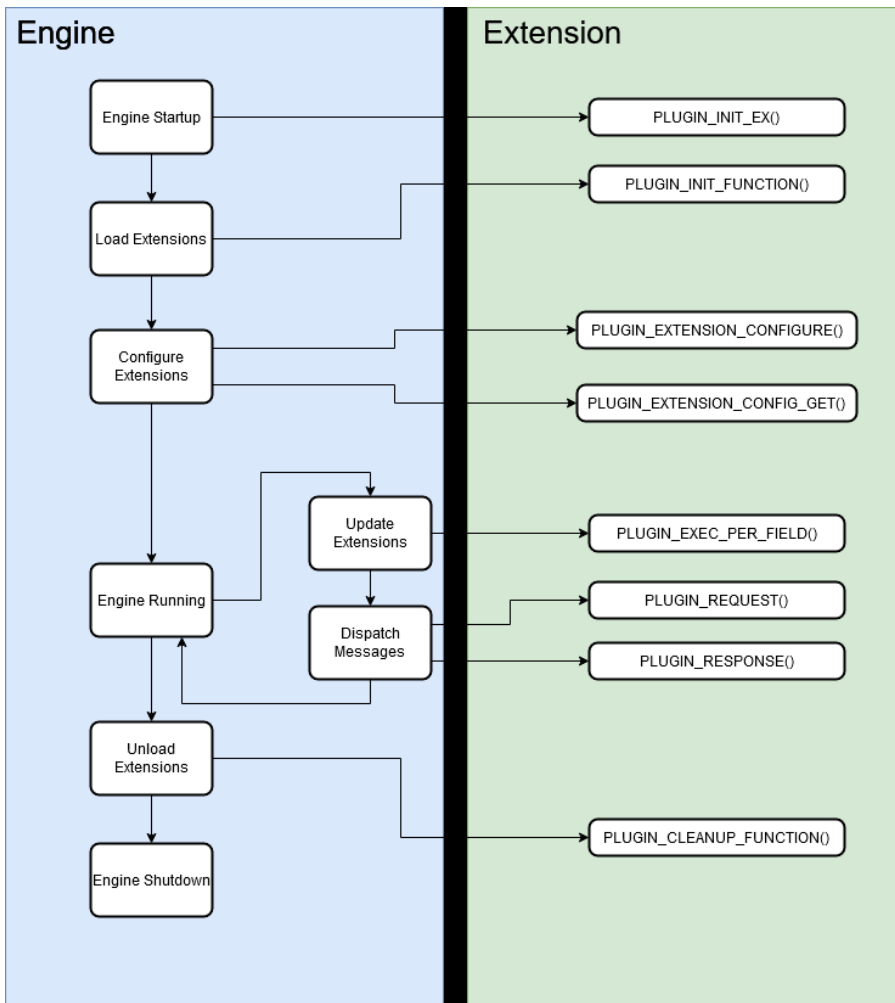 Engine
Extension
Engine Startup
PLUGIN_INIT_EX()
PLUGIN_INIT_FUNCTION()
Load Extensions
PLUGIN_EXTENSION_CONFIGURE()
Configure
Extensions
PLUGIN_EXTENSION_CONFIG_GET()
Update
Extensions
PLUGIN_EXEC_PER_FIELD()
Engine Running
PLUGIN_REQUEST()
Dispatch
Messages
PLUGIN_RESPONSE()
Unload
Extensions
PLUGIN_CLEANUP_FUNCTION()
Engine Shutdown